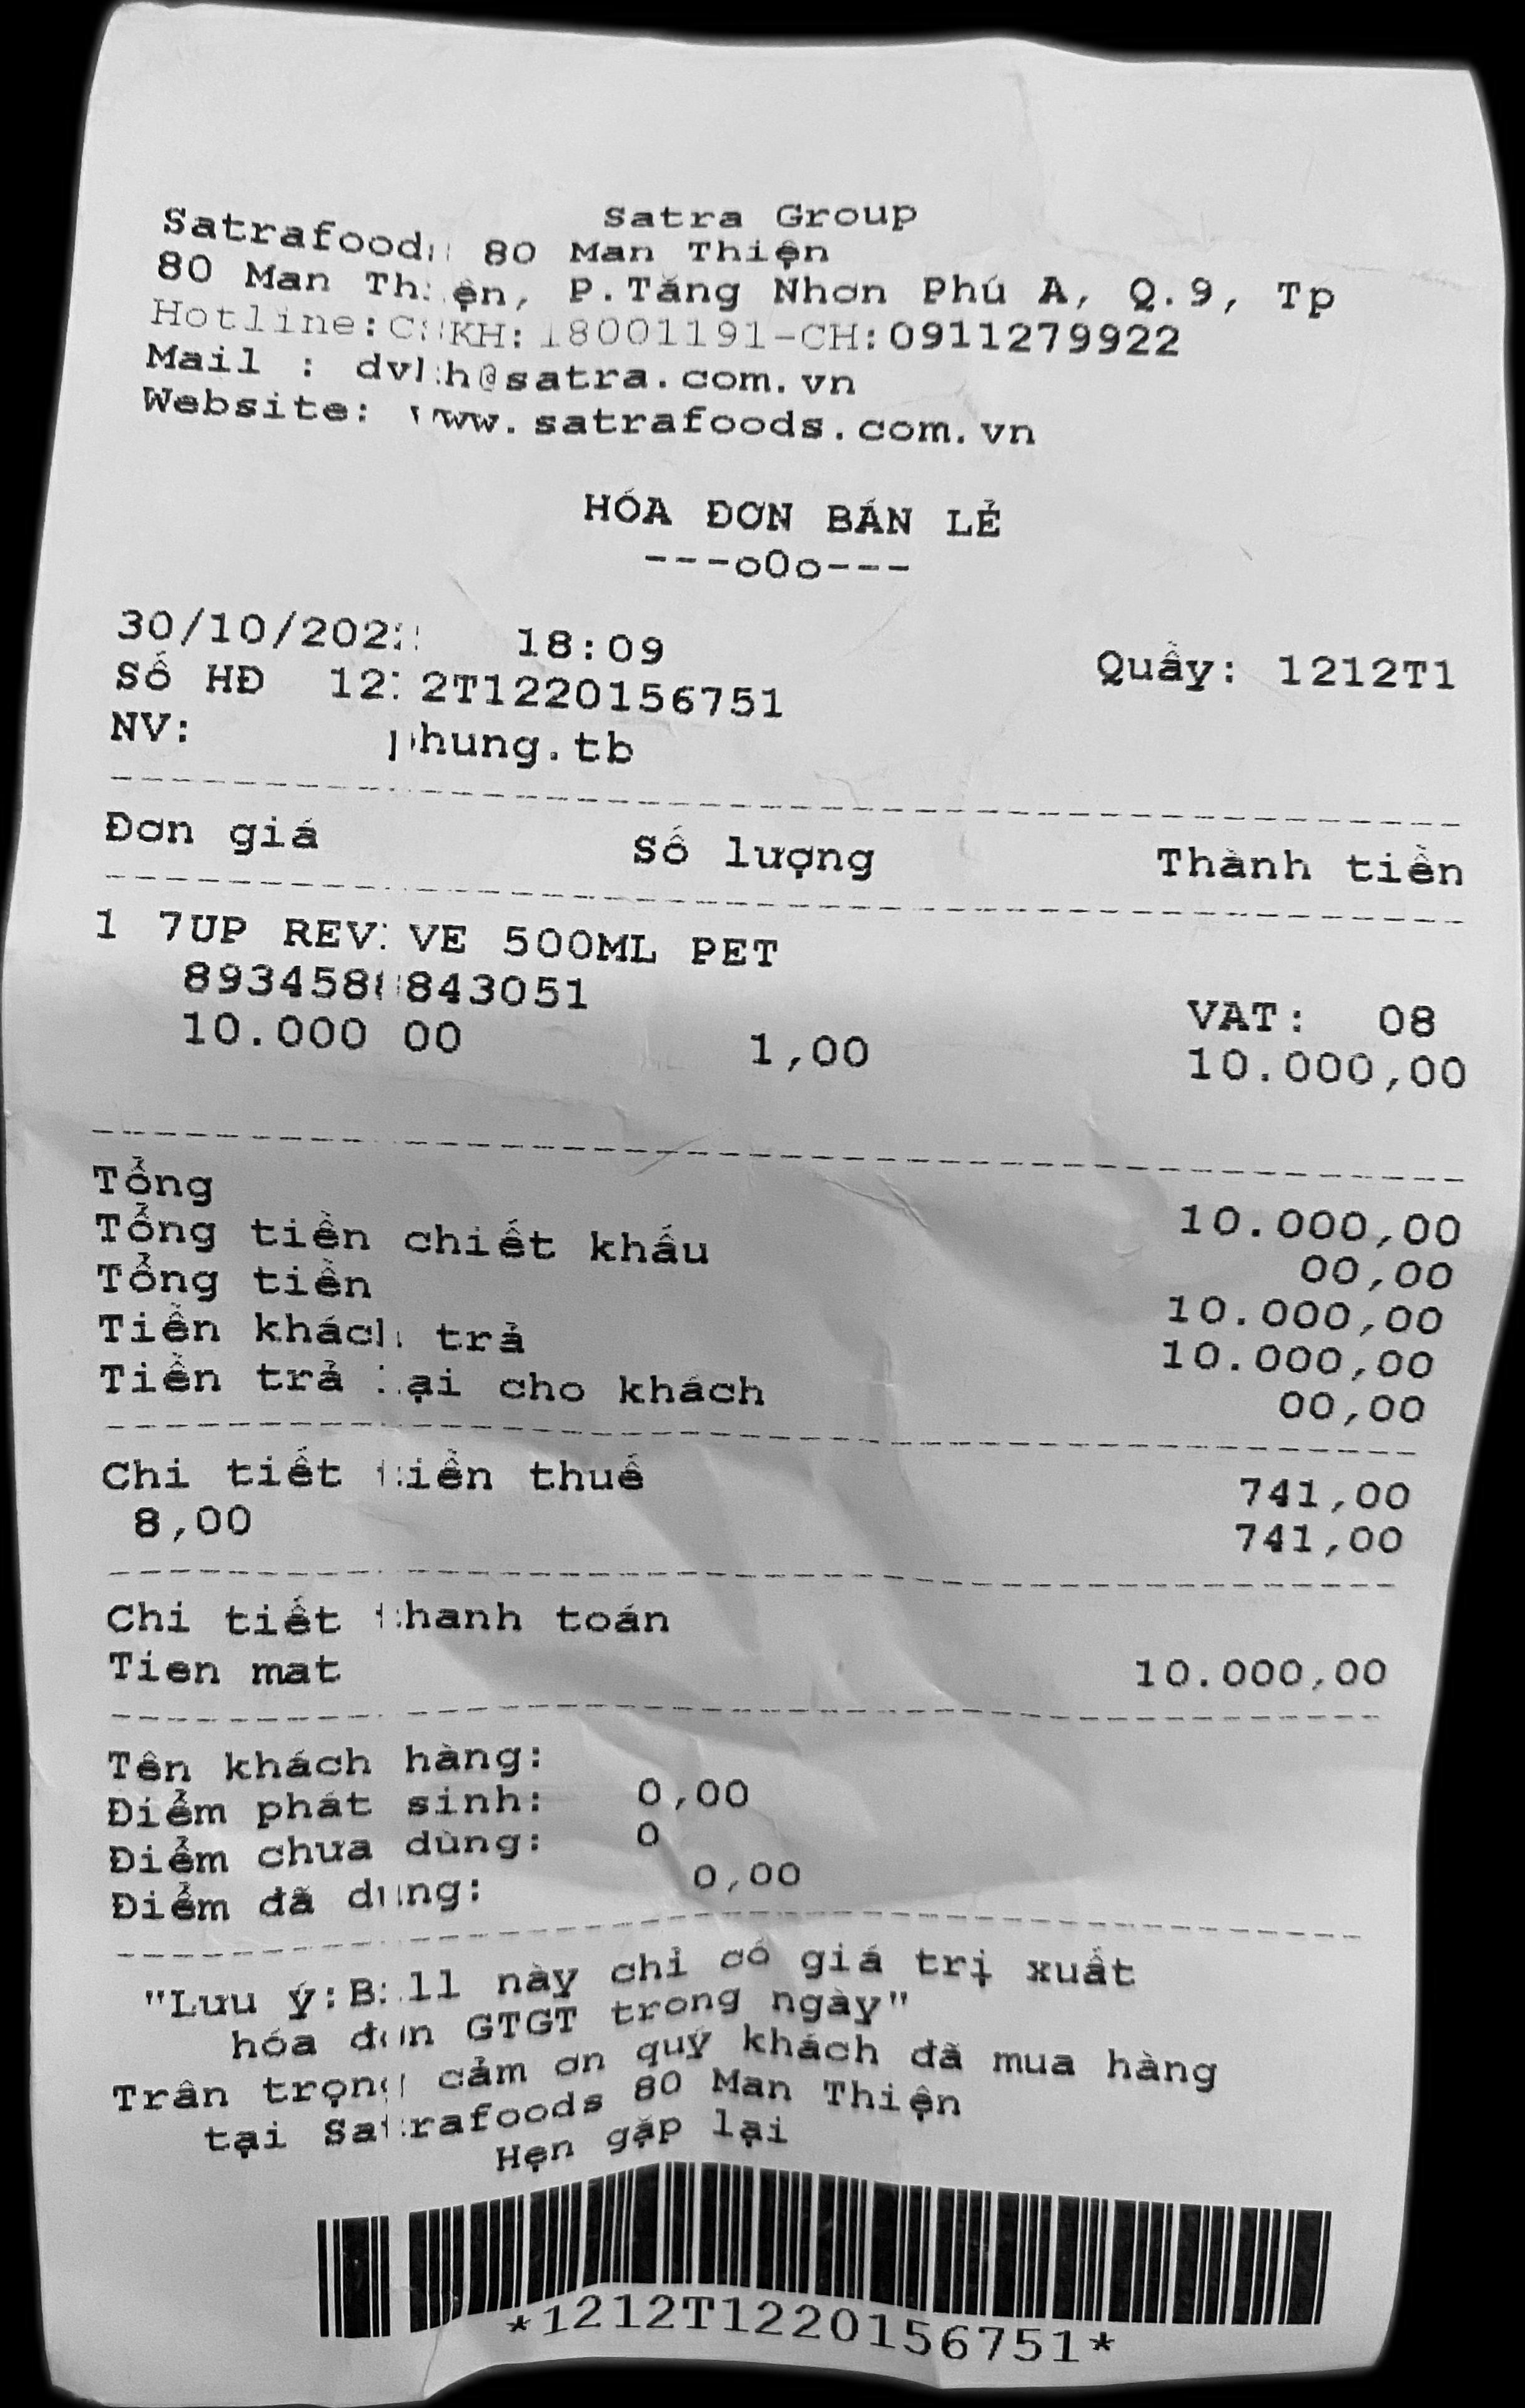 Satra Group
Satrafoods 80 Man Thiện
80 Man Thiện, P.Tăng Nhơn Phú A, Q.9, Tp
Hotline:CSKH:18001191-CH:0911279922
Mail : dvkh@satra.com.vn
Website: www.satrafoods.com.vn
HÓA ĐƠN BÁN LẺ
---oOo---
30/10/2022 18:09
Quầy: 1212T1
Số HĐ 1212T1220156751
NV: phung.tb
Đơn giá Số lượng Thành tiền
1 7UP REVIVE 500ML PET
8934588843051 VAT: 08
10.000,00 1,00 10.000,00
Tổng 10.000,00
Tổng tiền chiết khấu 00,00
Tổng tiền 10.000,00
Tiền khách trả 10.000,00
Tiền trả lại cho khách 00,00
Chi tiết tiền thuế 741,00
8,00 741,00
Chi tiết thanh toán
Tien mat 10.000,00
Tên khách hàng:
Điểm phát sinh: 0,00
Điểm chưa dùng: 0
Điểm đã dùng: 0,00
"Lưu ý:Bill này chỉ có giá trị xuất
hóa đơn GTGT trong ngày"
Trân trọng cảm ơn quý khách đã mua hàng
tại Satrafoods 80 Man Thiện
Hẹn gặp lại
*1212T1220156751*